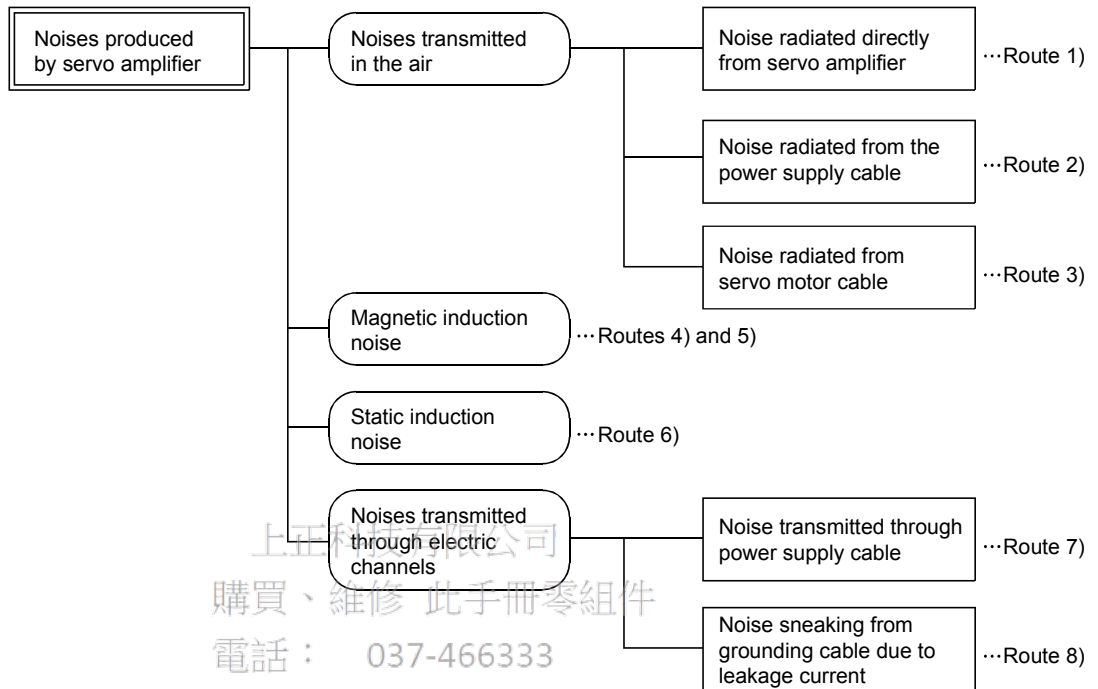 Noises produced
by servo amplifier
Noises transmitted
in the air
Noise radiated directly
from servo amplifier
…Route 1)
Noise radiated from the
power supply cable
…Route 2)
Noise radiated from
servo motor cable
…Route 3)
Magnetic induction
noise
…Routes 4) and 5)
Static induction
noise
…Route 6)
Noises transmitted
through electric
channels
Noise transmitted through
power supply cable
…Route 7)
Noise sneaking from
grounding cable due to
leakage current
…Route 8)
上正科技有限公司
購買、維修 此手冊零組件
電話： 037-466333